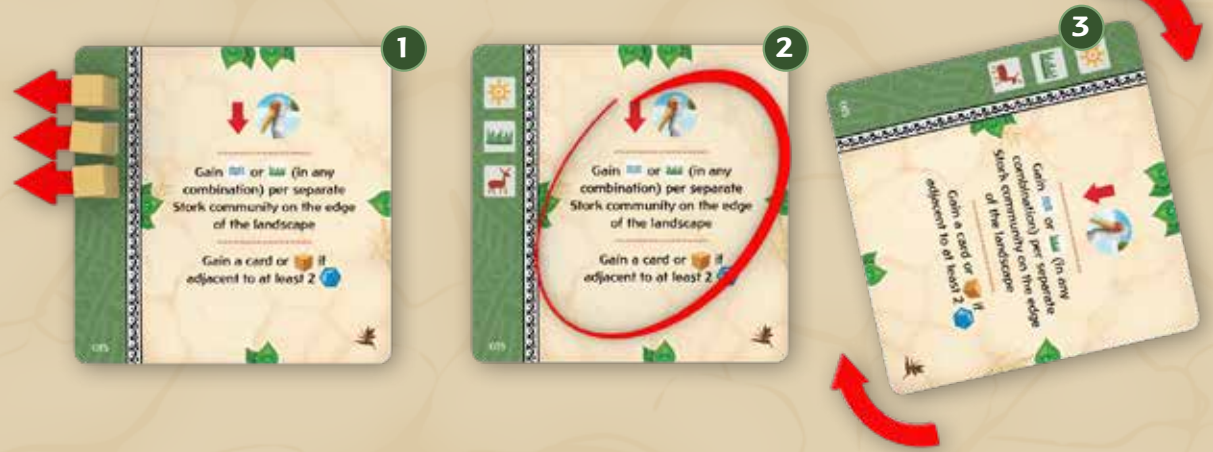 1
Gain or (in any
combination) per separate
Stork community on the edge
of the landscape
Gain a card or if
adjacent to at least 2
015
2
Gain or (in any
combination) per separate
Stork community on the edge
of the landscape
Gain a card or if
adjacent to at least 2
015
3
Gain or (in any
combination) per separate
Stork community on the edge
of the landscape
Gain a card or if
adjacent to at least 2
015